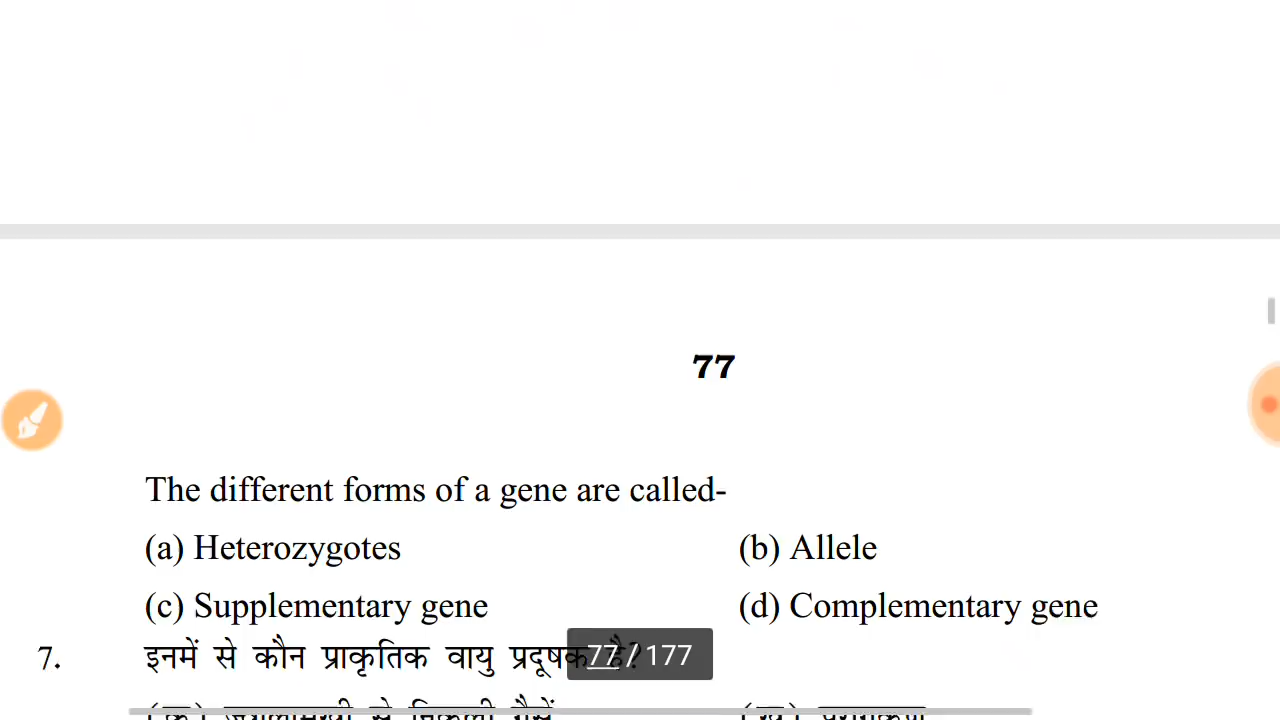 77
The different forms of a gene are called-
(a) Heterozygotes (b) Allele
(c) Supplementary gene (d) Complementary gene
7. इनमें से कौन प्राकृतिक वायु प्रदूषक है?
77 / 177